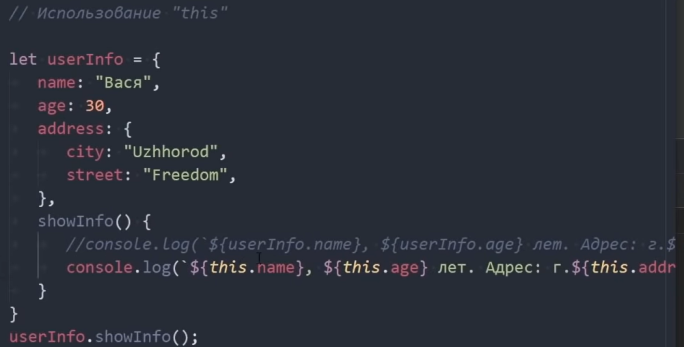 // Использование "this"
let userInfo = {
name: "Вася",
age: 30,
address: {
city: "Uzhhorod",
street: "Freedom",
},
showInfo() {
//console.log(`${userInfo.name}, ${userInfo.age} лет. Адрес: г.$
console.log(`${this.name}, ${this.age} лет. Адрес: г.${this.addr
}
}
userInfo.showInfo();